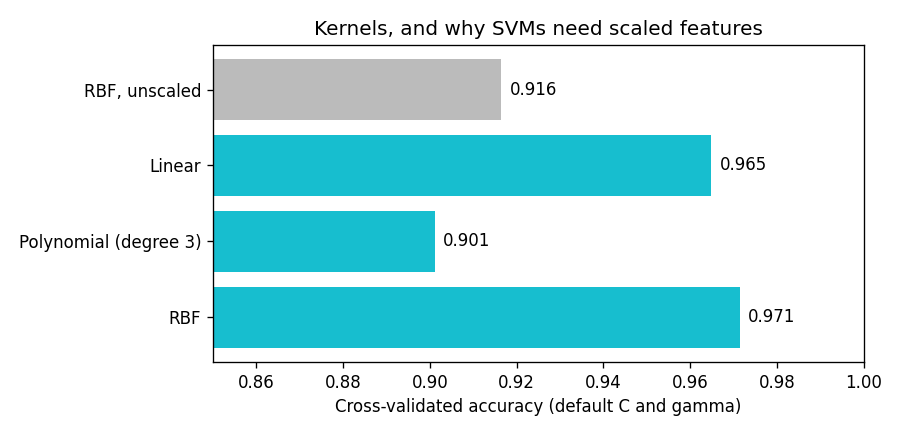 Kernels, and why SVMs need scaled features
RBF, unscaled
0.916
Linear
0.965
Polynomial (degree 3)
0.901
RBF
0.971
0.86 0.88 0.90 0.92 0.94 0.96 0.98 1.00
Cross-validated accuracy (default C and gamma)